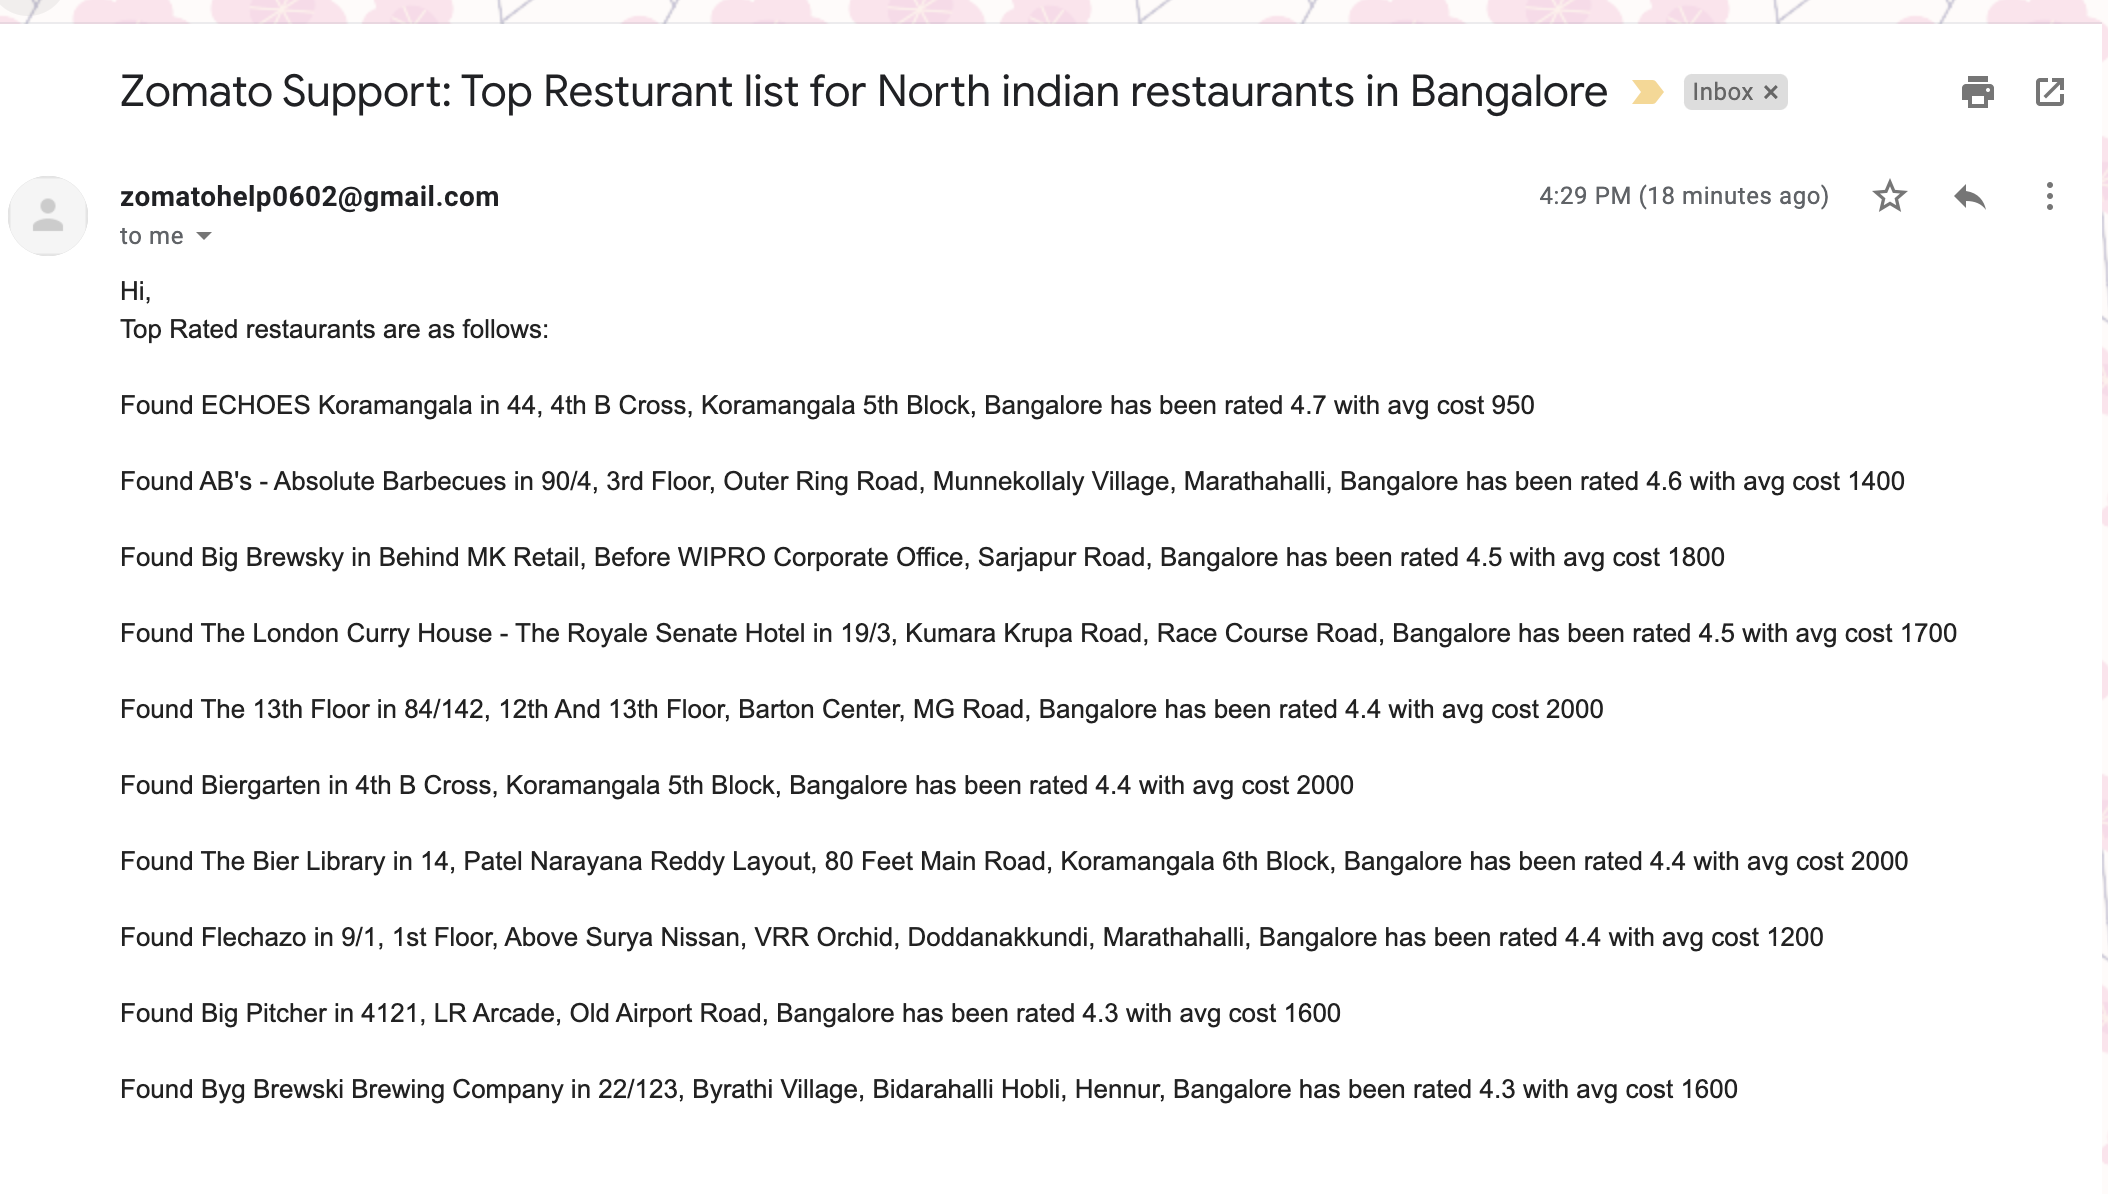 Zomato Support: Top Resturant list for North indian restaurants in Bangalore Inbox ×
zomatohelp0602@gmail.com 4:29 PM (18 minutes ago)
to me
Hi,
Top Rated restaurants are as follows:
Found ECHOES Koramangala in 44, 4th B Cross, Koramangala 5th Block, Bangalore has been rated 4.7 with avg cost 950
Found AB's - Absolute Barbecues in 90/4, 3rd Floor, Outer Ring Road, Munnekollaly Village, Marathahalli, Bangalore has been rated 4.6 with avg cost 1400
Found Big Brewsky in Behind MK Retail, Before WIPRO Corporate Office, Sarjapur Road, Bangalore has been rated 4.5 with avg cost 1800
Found The London Curry House - The Royale Senate Hotel in 19/3, Kumara Krupa Road, Race Course Road, Bangalore has been rated 4.5 with avg cost 1700
Found The 13th Floor in 84/142, 12th And 13th Floor, Barton Center, MG Road, Bangalore has been rated 4.4 with avg cost 2000
Found Biergarten in 4th B Cross, Koramangala 5th Block, Bangalore has been rated 4.4 with avg cost 2000
Found The Bier Library in 14, Patel Narayana Reddy Layout, 80 Feet Main Road, Koramangala 6th Block, Bangalore has been rated 4.4 with avg cost 2000
Found Flechazo in 9/1, 1st Floor, Above Surya Nissan, VRR Orchid, Doddanakkundi, Marathahalli, Bangalore has been rated 4.4 with avg cost 1200
Found Big Pitcher in 4121, LR Arcade, Old Airport Road, Bangalore has been rated 4.3 with avg cost 1600
Found Byg Brewski Brewing Company in 22/123, Byrathi Village, Bidarahalli Hobli, Hennur, Bangalore has been rated 4.3 with avg cost 1600